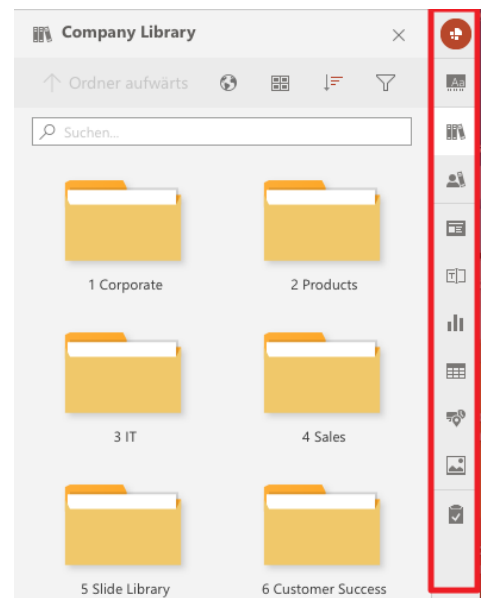 Company Library
Ordner aufwärts
Suchen...
Aa
1 Corporate
2 Products
T
3 IT
4 Sales
5 Slide Library
6 Customer Success